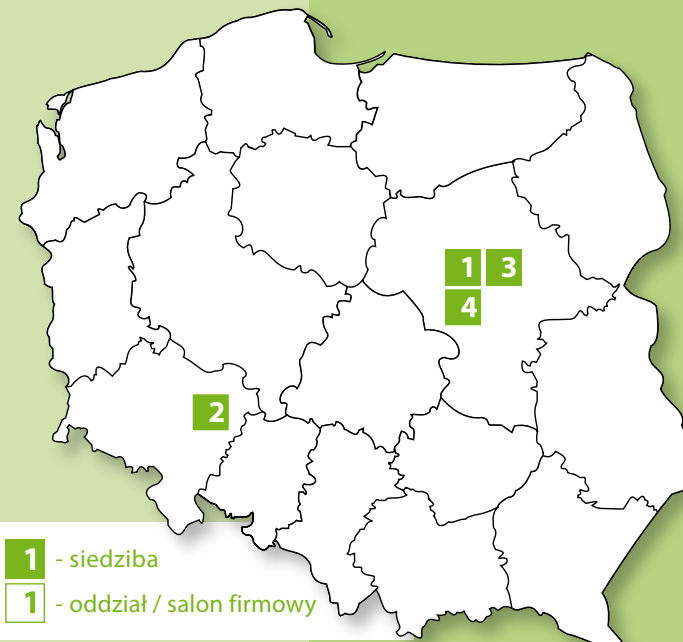 1 3
4
2
1 - siedziba
1 - oddział / salon firmowy